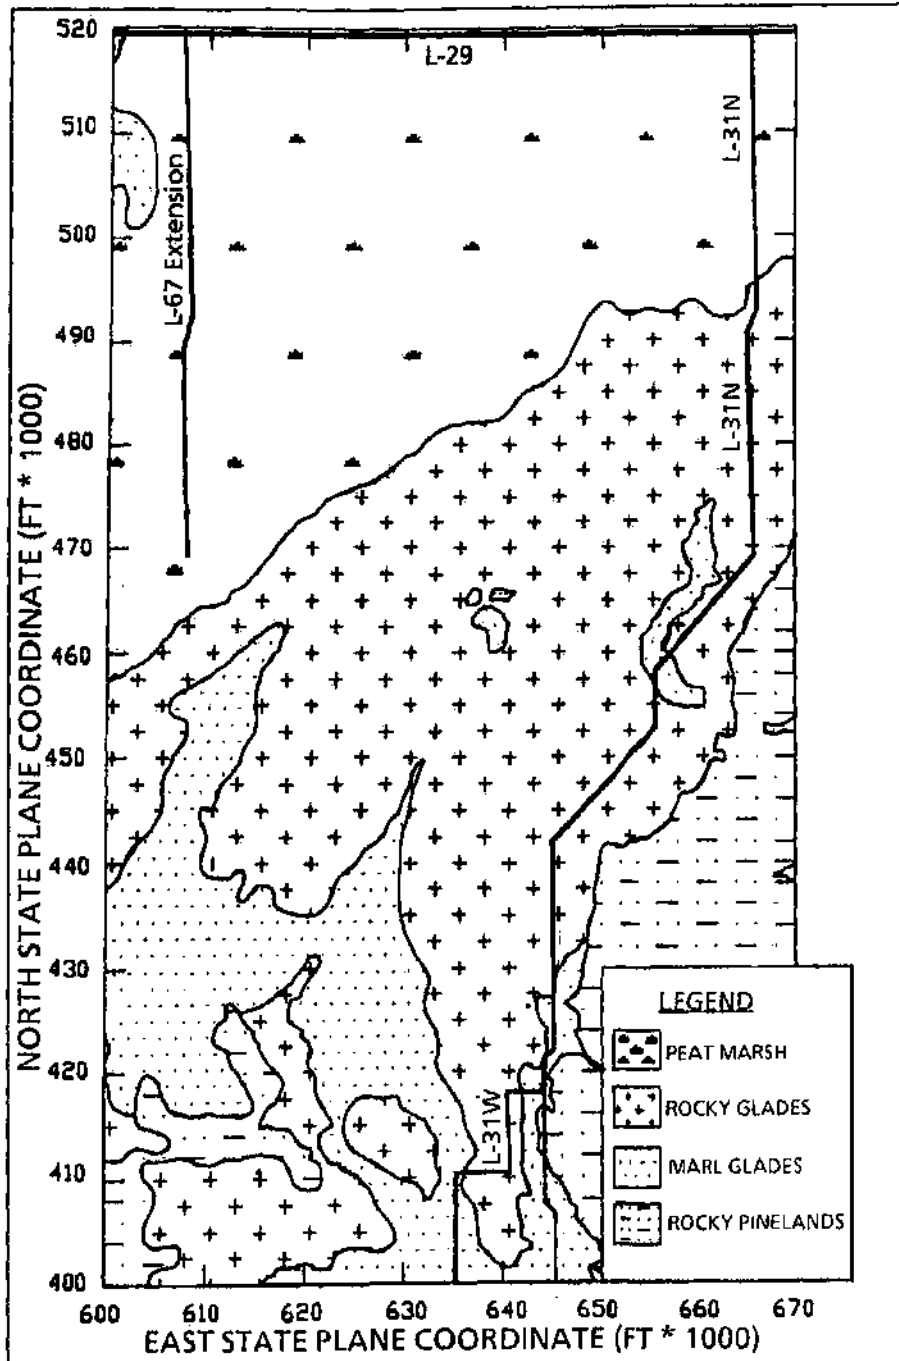 520
L-29
510
L-31N
L-67 Extension
500
490
L-31N
480
470
460
450
440
430
420
L-31W
410
400
NORTH STATE PLANE COORDINATE (FT * 1000)
LEGEND
PEAT MARSH
ROCKY GLADES
MARL GLADES
ROCKY PINELANDS
600 610 620 630 640 650 660 670
EAST STATE PLANE COORDINATE (FT * 1000)